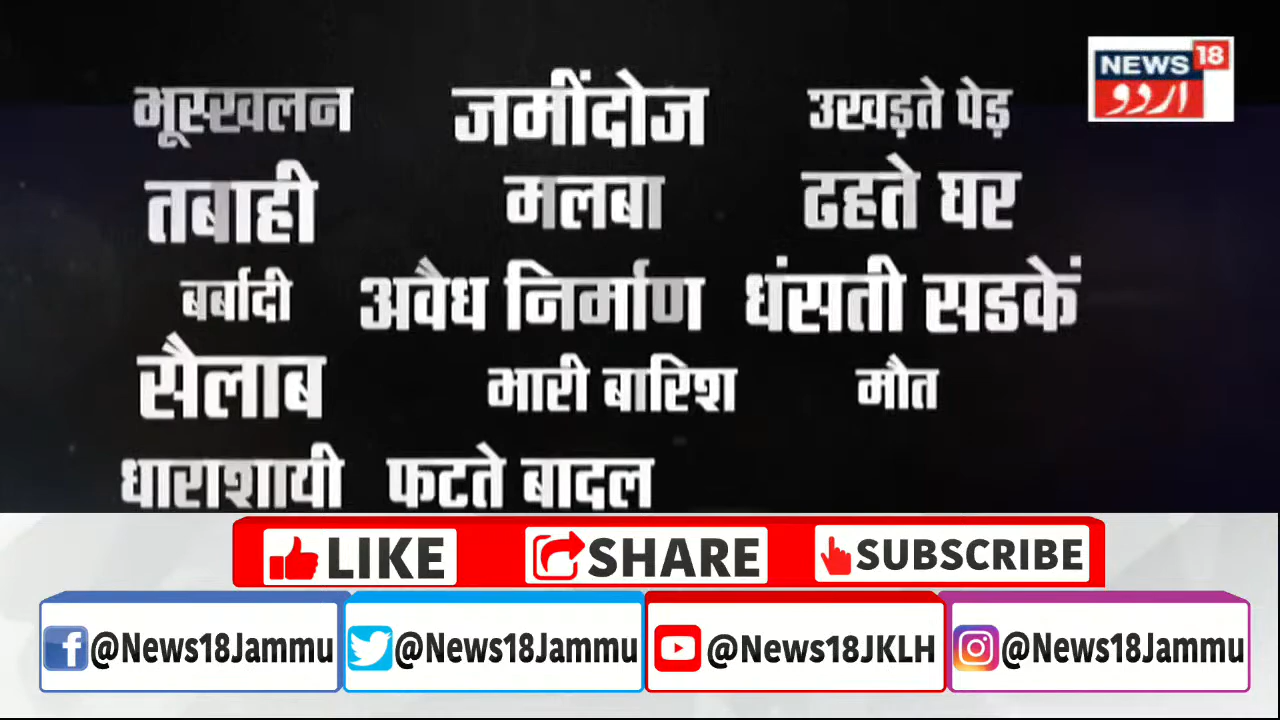 NEWS 18
اردو
भूस्खलन जमींदोज उखड़ते पेड़
तबाही मलबा ढहते घर
बर्बादी अवैध निर्माण धंसती सडकें
सैलाब भारी बारिश मौत
धाराशायी फटते बादल
LIKE SHARE SUBSCRIBE
@News18Jammu @News18Jammu @News18JKLH @News18Jammu